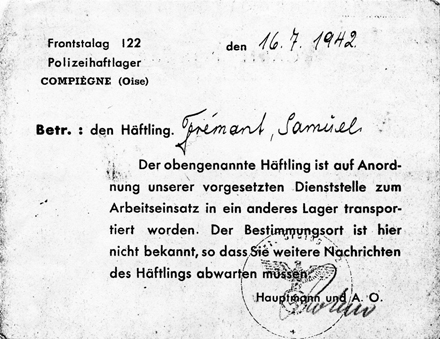 Frontstalag 122
Polizeihaftlager
COMPIÈGNE (Oise)
den 16.7.1942
Betr. : den Häftling. Frémant, Samuel
Der obengenannte Häftling ist auf Anord-
nung unserer vorgesetzten Dienststelle zum
Arbeitseinsatz in ein anderes Lager transpor-
tiert worden. Der Bestimmungsort ist hier
nicht bekannt, so dass Sie weitere Nachrichten
des Häftlings abwarten müssen
Hauptmann und A. O.